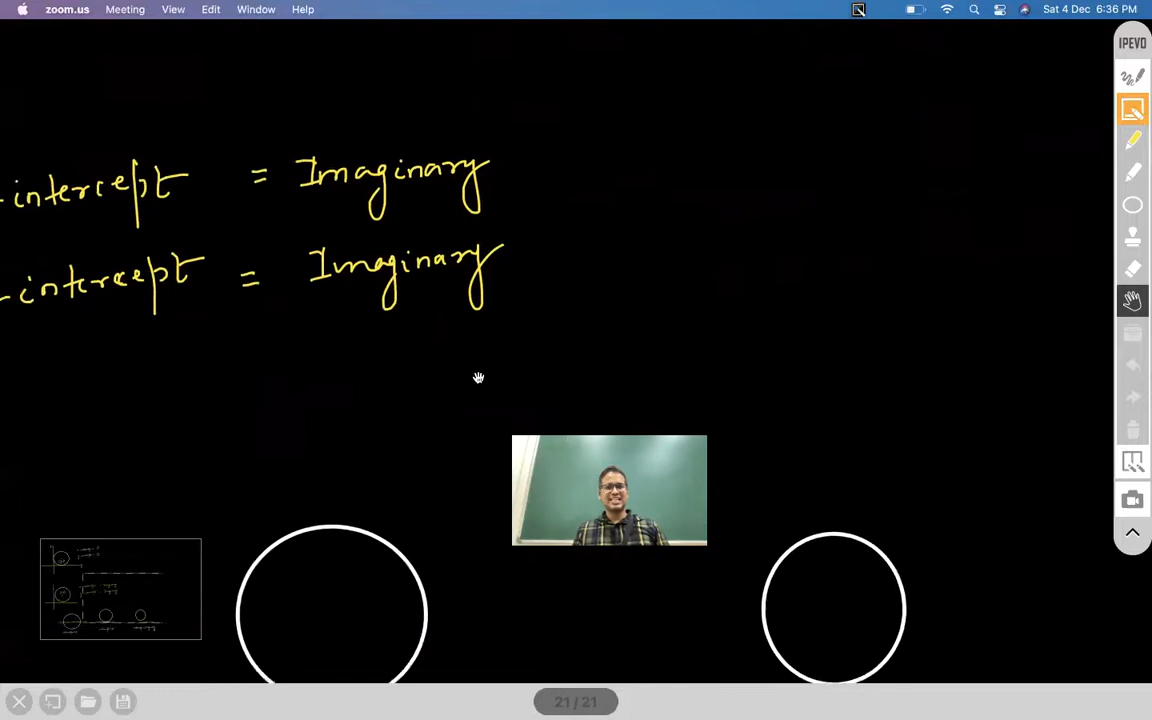 zoom.us Meeting View Edit Window Help Sat 4 Dec 6:36 PM
IPEVO
-intercept = Imaginary
-intercept = Imaginary
21/21